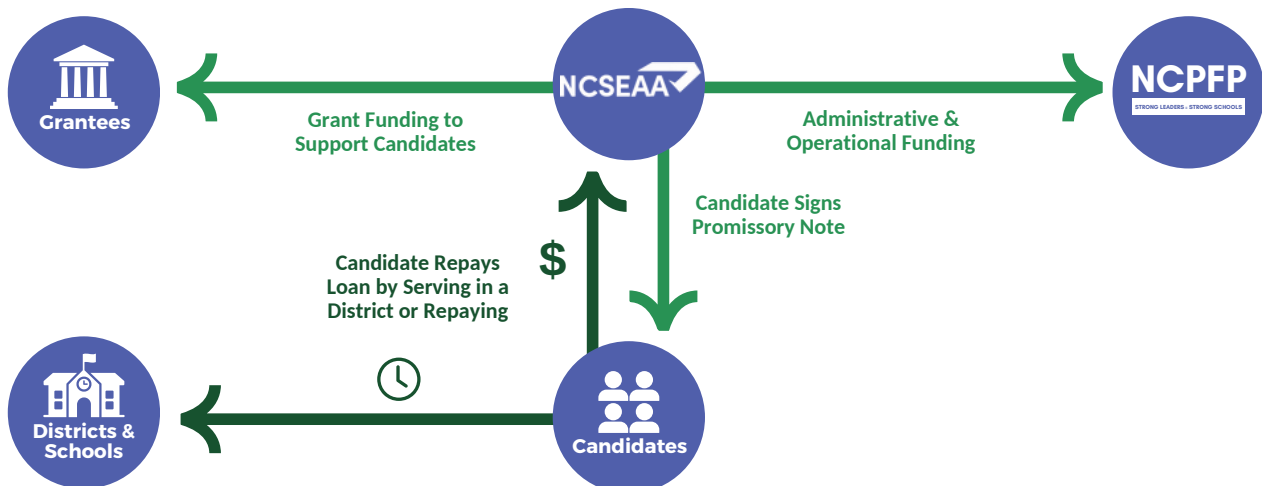 Grantees
NCSEAA
NCPFP
STRONG LEADERS : STRONG SCHOOLS
Grant Funding to
Support Candidates
Administrative &
Operational Funding
Candidate Signs
Promissory Note
$
Candidate Repays
Loan by Serving in a
District or Repaying
Districts &
Schools
Candidates